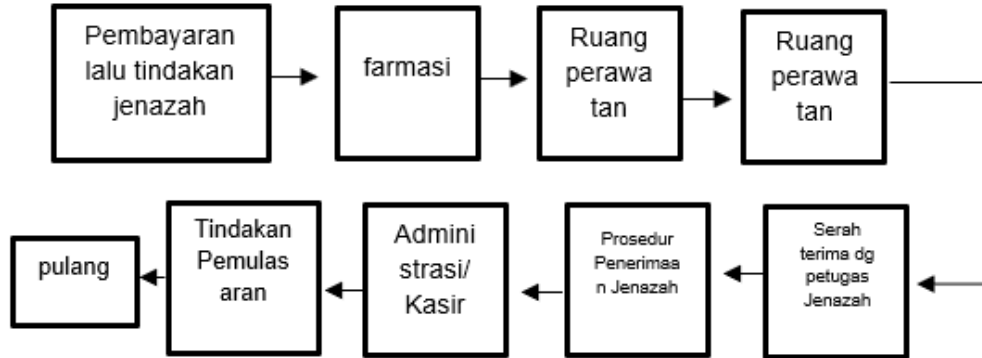 Pembayaran
lalu tindakan
jenazah
farmasi
Ruang
perawa
tan
Ruang
perawa
tan
pulang
Tindakan
Pemulas
aran
Admini
strasi/
Kasir
Prosedur
Penerimaa
n Jenazah
Serah
terima dg
petugas
Jenazah